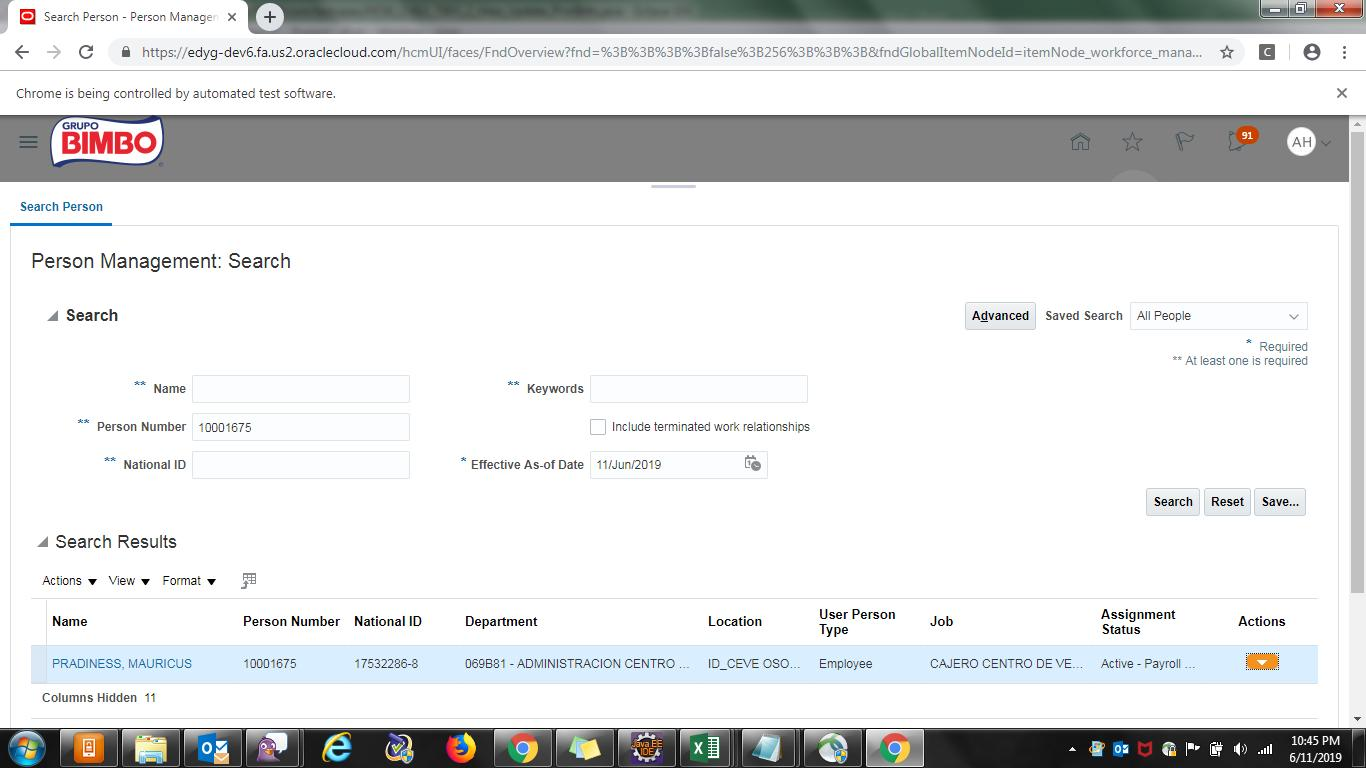 Search Person - Person Managem
https://edyg-dev6.fa.us2.oraclecloud.com/hcmUI/faces/FndOverview?fnd=%3B%3B%3B%3Bfalse%3B256%3B%3B%3B&fndGlobalItemNodeId=itemNode_workforce_mana...
C
Chrome is being controlled by automated test software.
GRUPO
BIMBO
91
AH
Search Person
Person Management: Search
Search
Advanced Saved Search All People
* Required
** At least one is required
** Name ** Keywords
** Person Number 10001675 Include terminated work relationships
** National ID * Effective As-of Date 11/Jun/2019
Search Reset Save...
Search Results
Actions View Format
Name Person Number National ID Department Location User Person Type Job Assignment Status Actions
PRADINESS, MAURICUS 10001675 17532286-8 069B81 - ADMINISTRACION CENTRO ... ID_CEVE OSO... Employee CAJERO CENTRO DE VE... Active - Payroll ...
Columns Hidden 11
Java EE
IDE
10:45 PM
6/11/2019